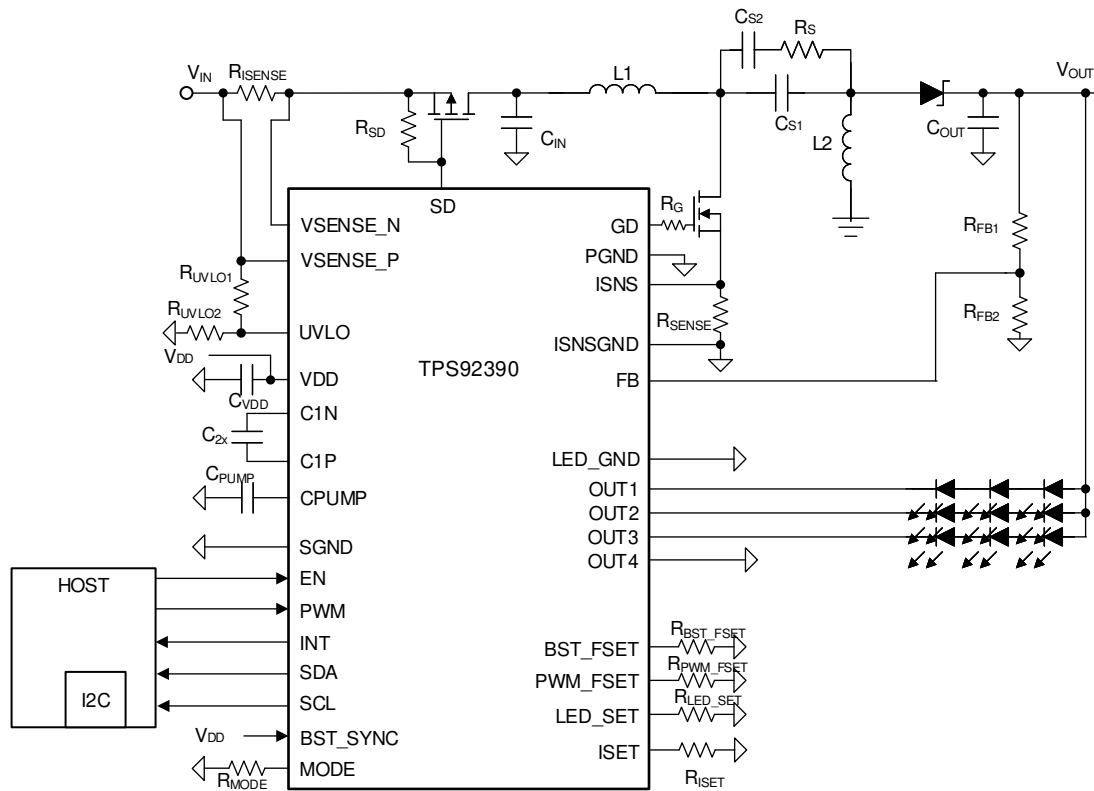 CS2
RS
VIN
RISENSE
L1
VOUT
RSD
CIN
CS1
L2
COUT
SD
VSENSE_N
RG
GD
RFB1
VSENSE_P
PGND
RUVLO1
ISNS
RUVLO2
RSENSE
RFB2
UVLO
ISNSGND
VDD
TPS92390
VDD
FB
CVDD
C1N
C2x
C1P
LED_GND
CPUMP
CPUMP
OUT1
OUT2
OUT3
SGND
OUT4
HOST
EN
PWM
RBST_FSET
INT
BST_FSET
RPWM_FSET
SDA
PWM_FSET
RLED_SET
I2C
SCL
LED_SET
VDD
BST_SYNC
ISET
MODE
RMODE
RISET